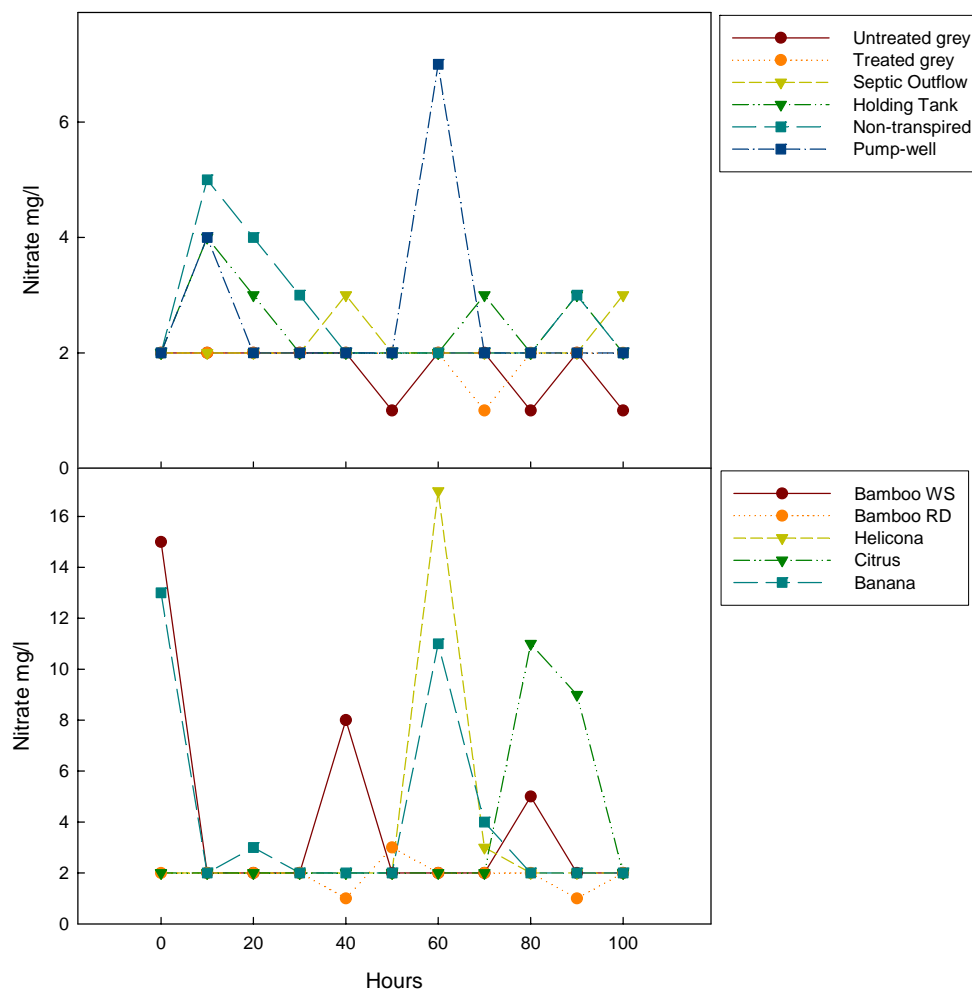 Untreated grey
Treated grey
Septic Outflow
Holding Tank
Non-transpired
Pump-well
Nitrate mg/l
6
4
2
0
Bamboo WS
Bamboo RD
Helicona
Citrus
Banana
Nitrate mg/l
16
14
12
10
8
6
4
2
0
0 20 40 60 80 100
Hours